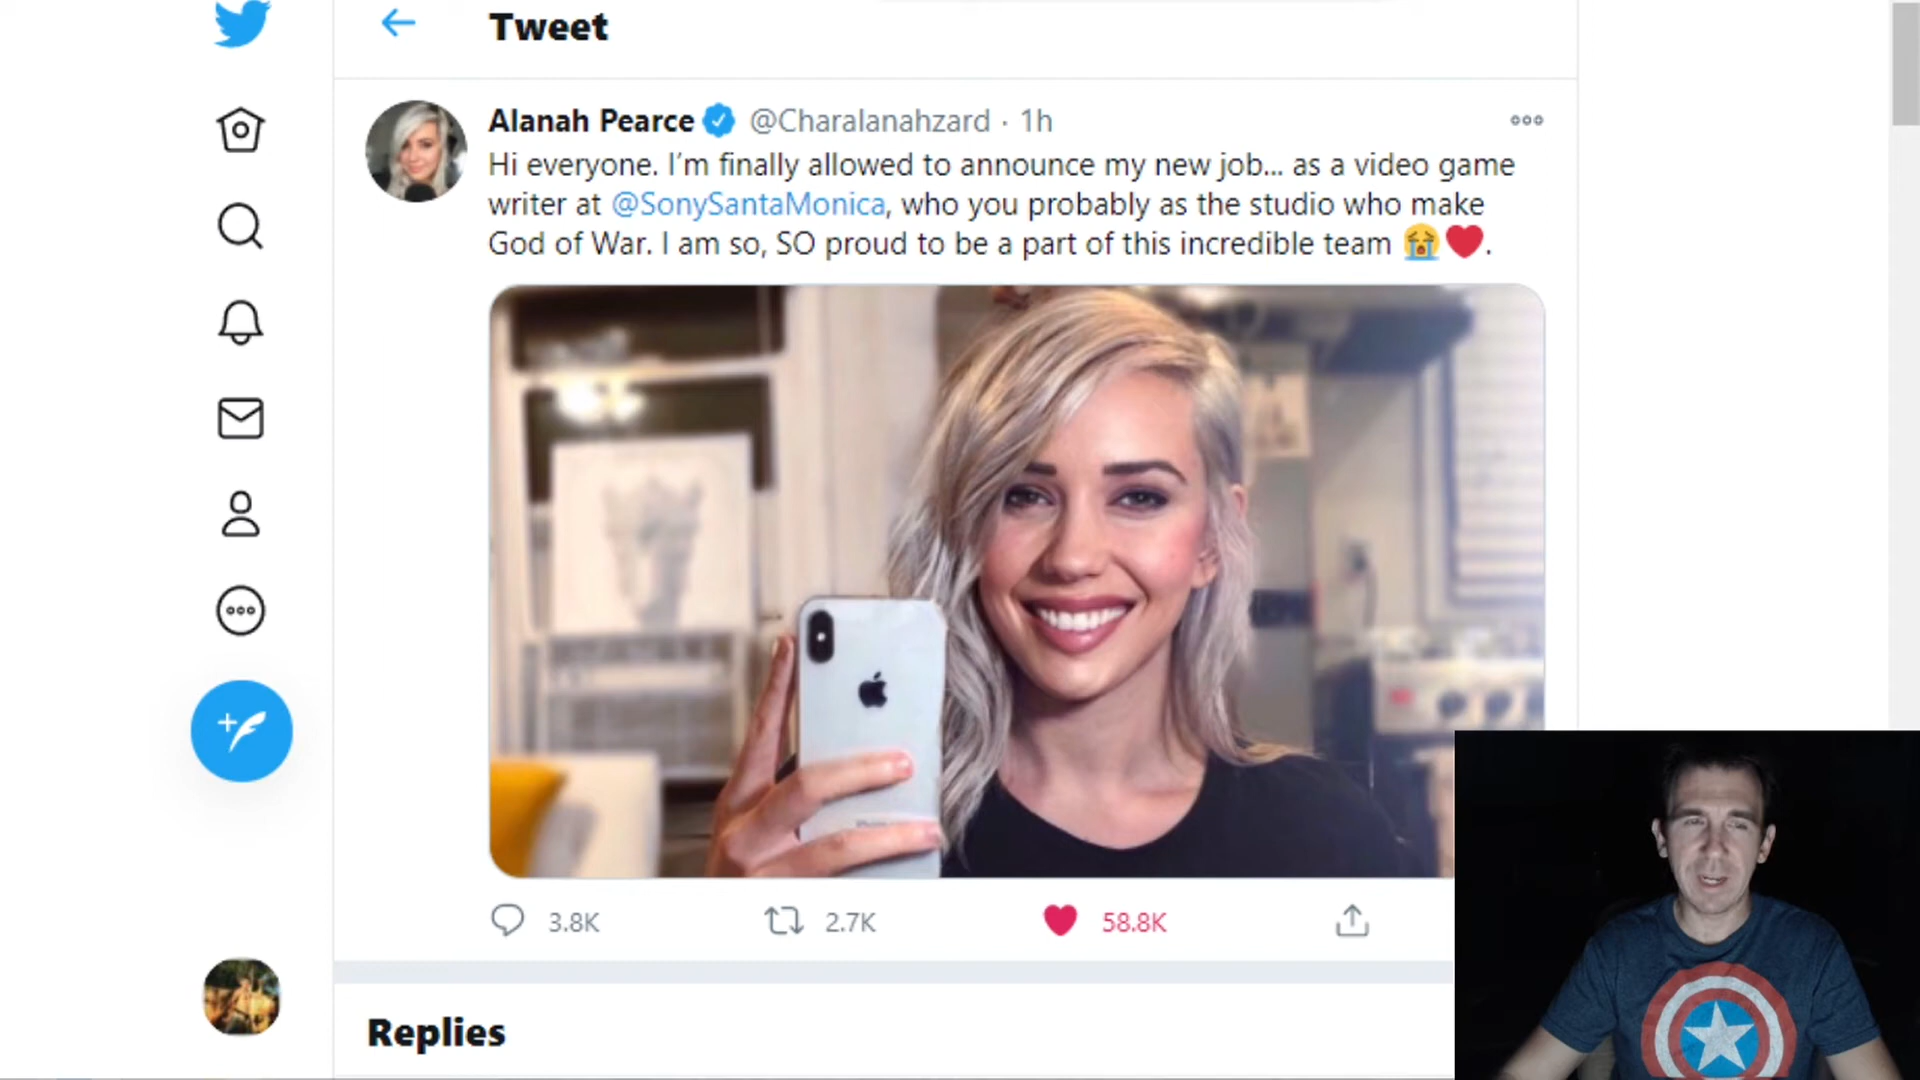 Tweet
Alanah Pearce @Charalanahzard · 1h
Hi everyone. I’m finally allowed to announce my new job... as a video game
writer at @SonySantaMonica, who you probably as the studio who make
God of War. I am so, SO proud to be a part of this incredible team 😭❤️.
3.8K 2.7K 58.8K
Replies